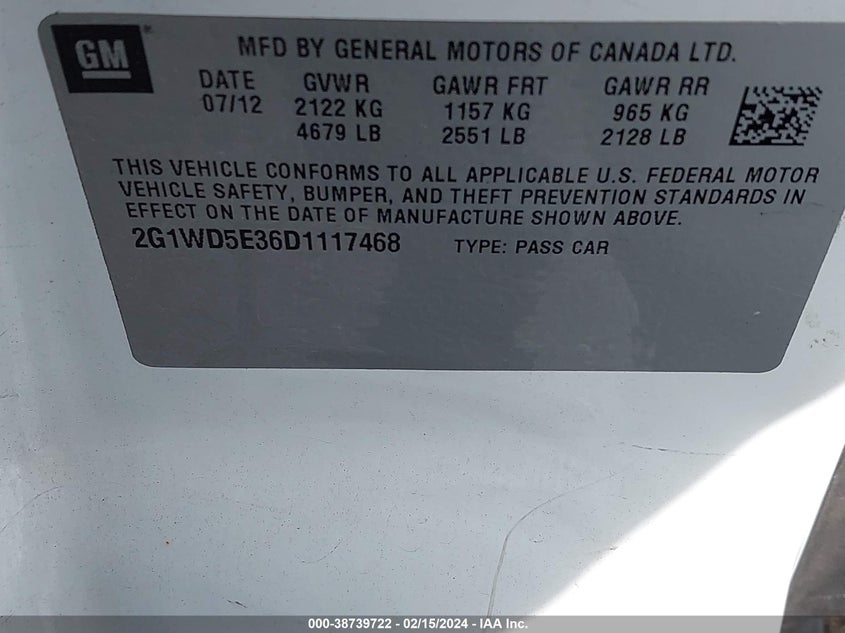 GM
MFD BY GENERAL MOTORS OF CANADA LTD.
DATE GVWR GAWR FRT GAWR RR
07/12 2122 KG 1157 KG 965 KG
4679 LB 2551 LB 2128 LB
THIS VEHICLE CONFORMS TO ALL APPLICABLE U.S. FEDERAL MOTOR
VEHICLE SAFETY, BUMPER, AND THEFT PREVENTION STANDARDS IN
EFFECT ON THE DATE OF MANUFACTURE SHOWN ABOVE.
2G1WD5E36D1117468 TYPE: PASS CAR
000-38739722 - 02/15/2024 - IAA Inc.